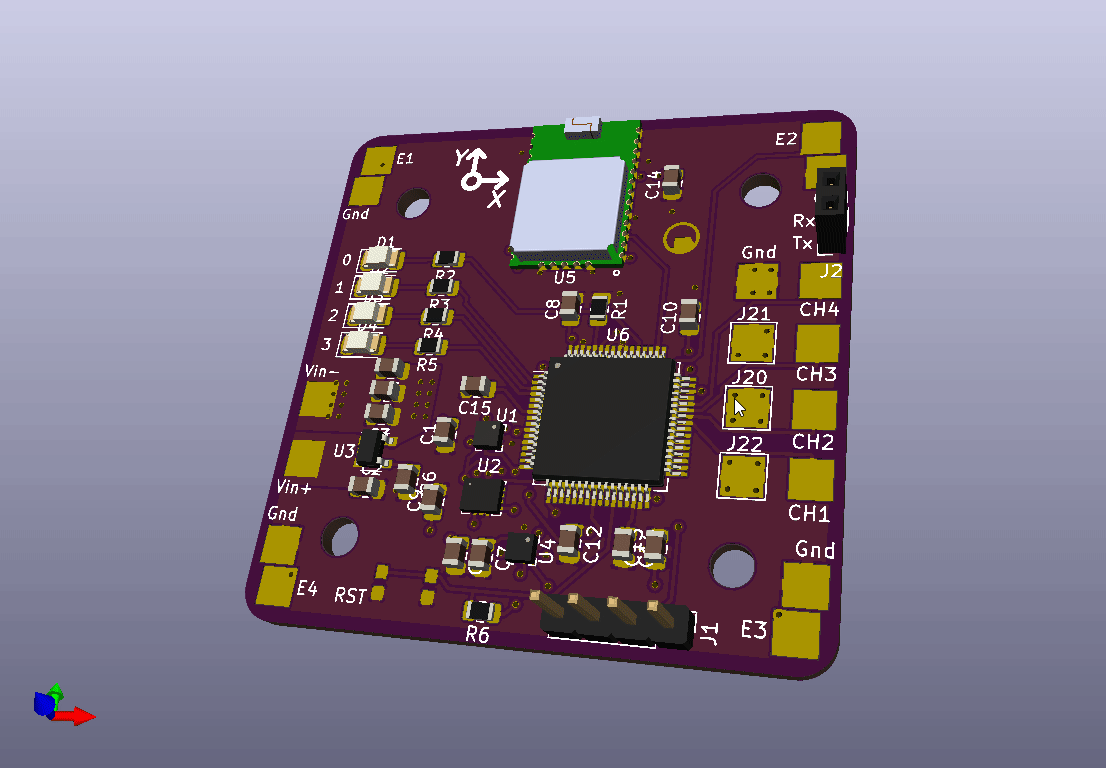 E1
Gnd
Y
X
C14
E2
Rx
Tx
J2
D1
0
1
2
3
R2
R3
R4
R5
U5
C8
R1
C10
U6
Gnd
CH4
J21
CH3
J20
CH2
J22
CH1
Vin-
C15
U1
C1
U3
U2
Vin+
Gnd
E4
RST
C7
U4
C12
R6
J1
Gnd
E3